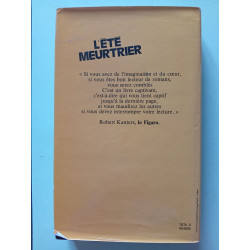 L'ÉTÉ
MEURTRIER
« Si vous avez de l'imagination et du cœur,
si vous êtes bon lecteur de romans,
vous serez comblés.
C'est un livre captivant,
c'est-à-dire qui vous tient captif
jusqu'à la dernière page,
si vous maudirez les autres
si vous devez interrompre votre lecture. »
Robert Kanters, le Figaro.